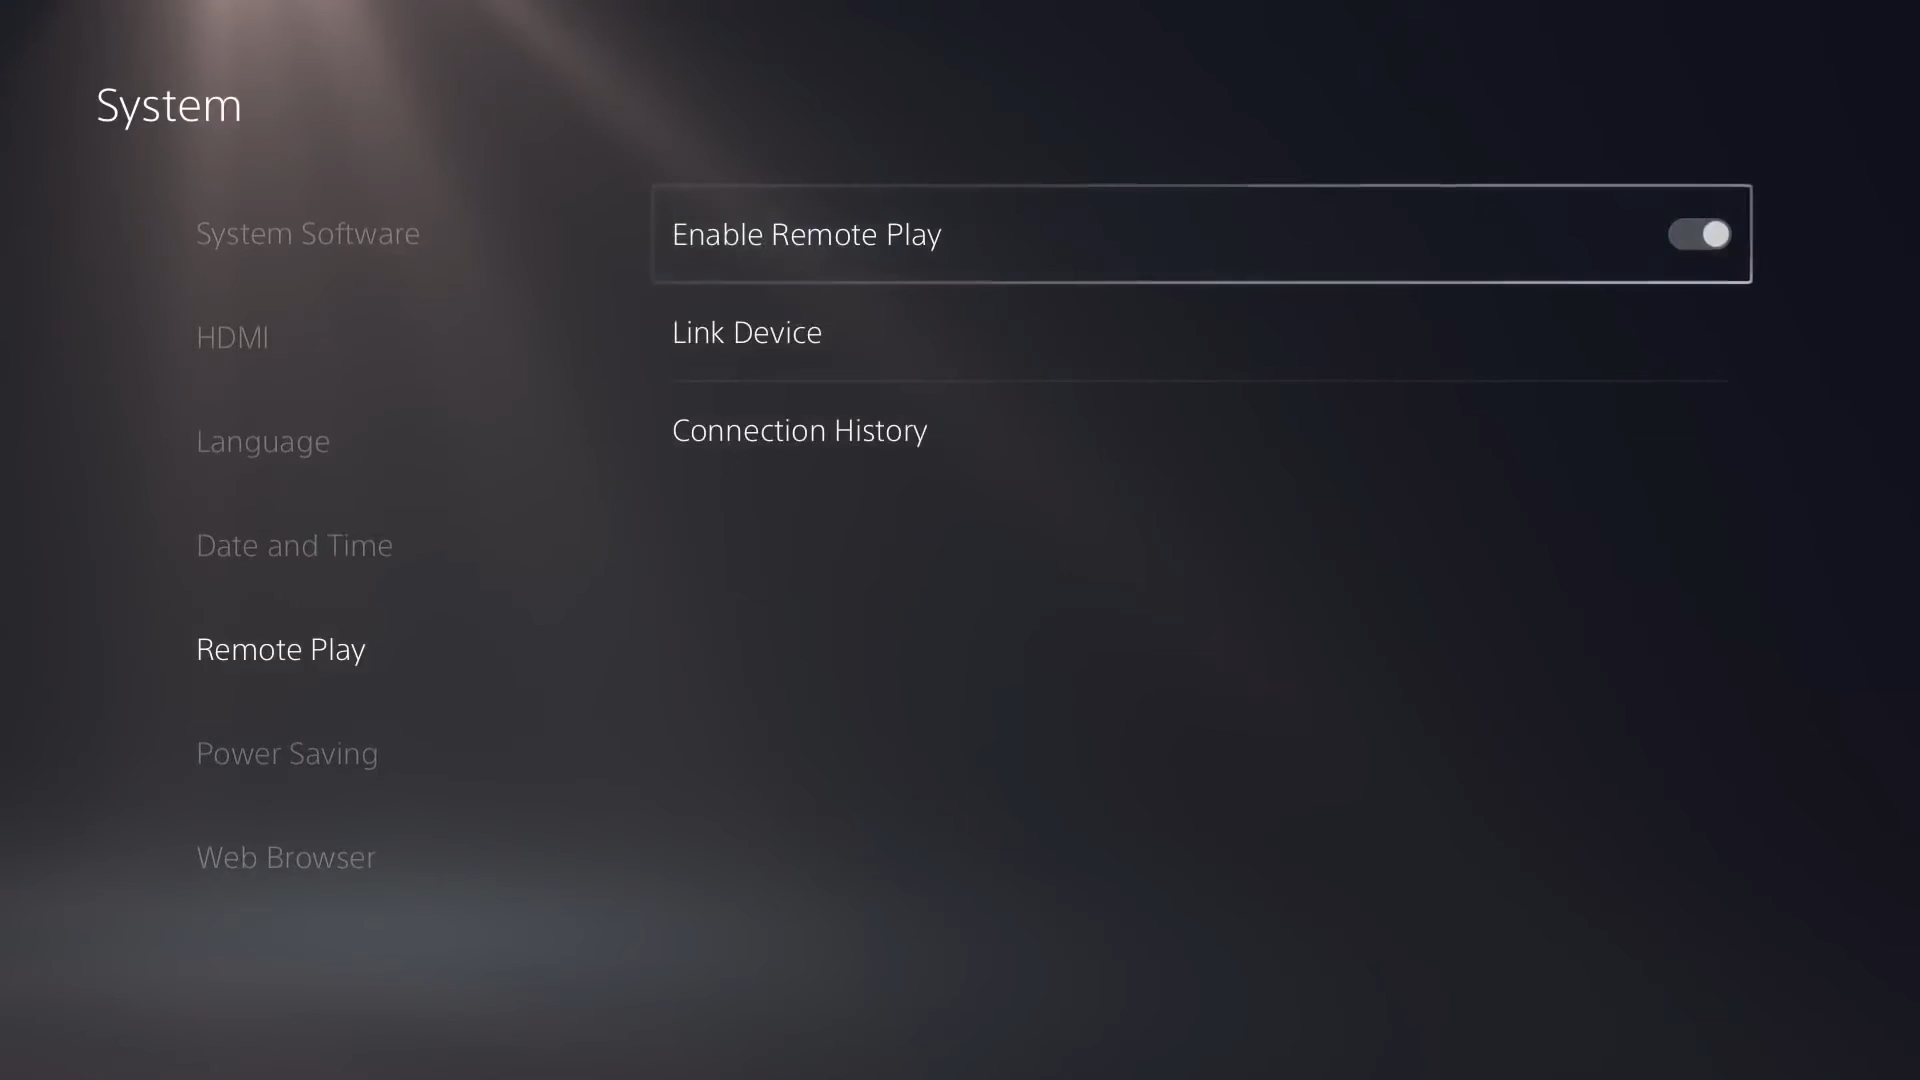 System
System Software
HDMI
Language
Date and Time
Remote Play
Power Saving
Web Browser
Enable Remote Play
Link Device
Connection History